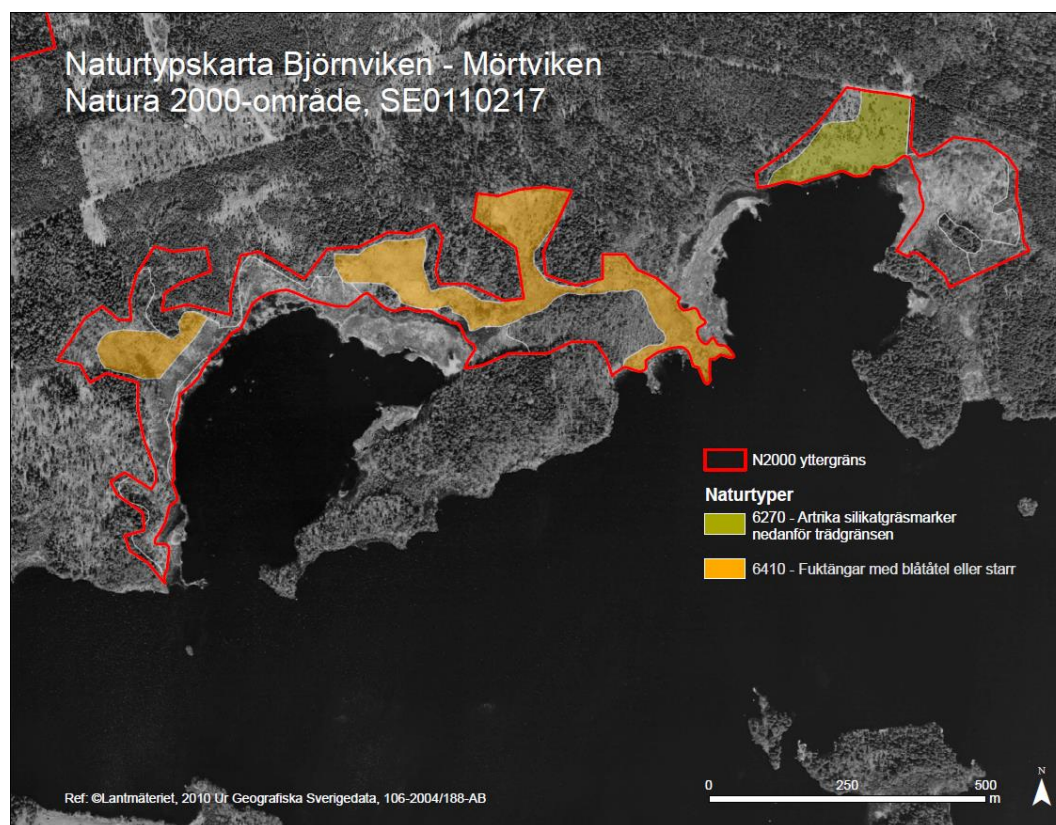 Naturtypskarta Björnviken - Mörtviken
Natura 2000-område, SE0110217
N2000 yttergräns
Naturtyper
6270 - Artrika silikatgräsmarker
nedanför trädgränsen
6410 - Fuktängar med blåtåtel eller starr
Ref: ©Lantmäteriet, 2010 Ur Geografiska Sverigedata, 106-2004/188-AB
0 250 500
m
N